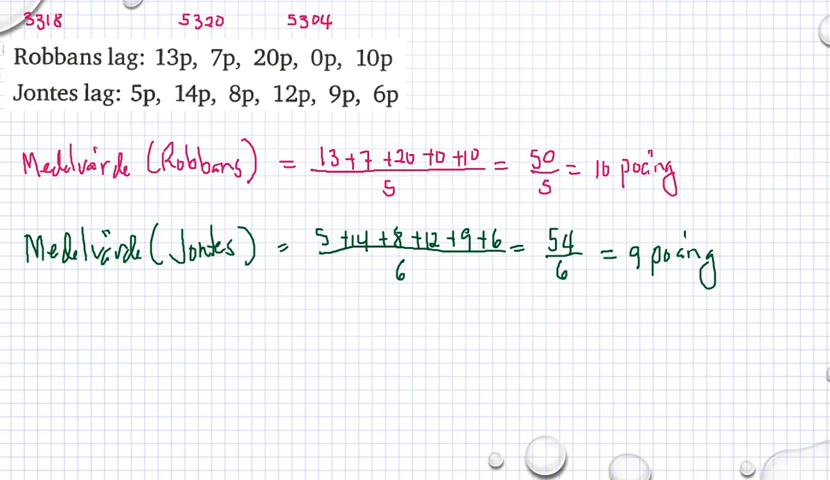 3318 5320 5304
Robbans lag: 13p, 7p, 20p, 0p, 10p
Jontes lag: 5p, 14p, 8p, 12p, 9p, 6p
Medelvärde (Robbans) = (13+7+20+0+10)/5 = 50/5 = 10 poäng
Medelvärde (Jontes) = (5+14+8+12+9+6)/6 = 54/6 = 9 poäng